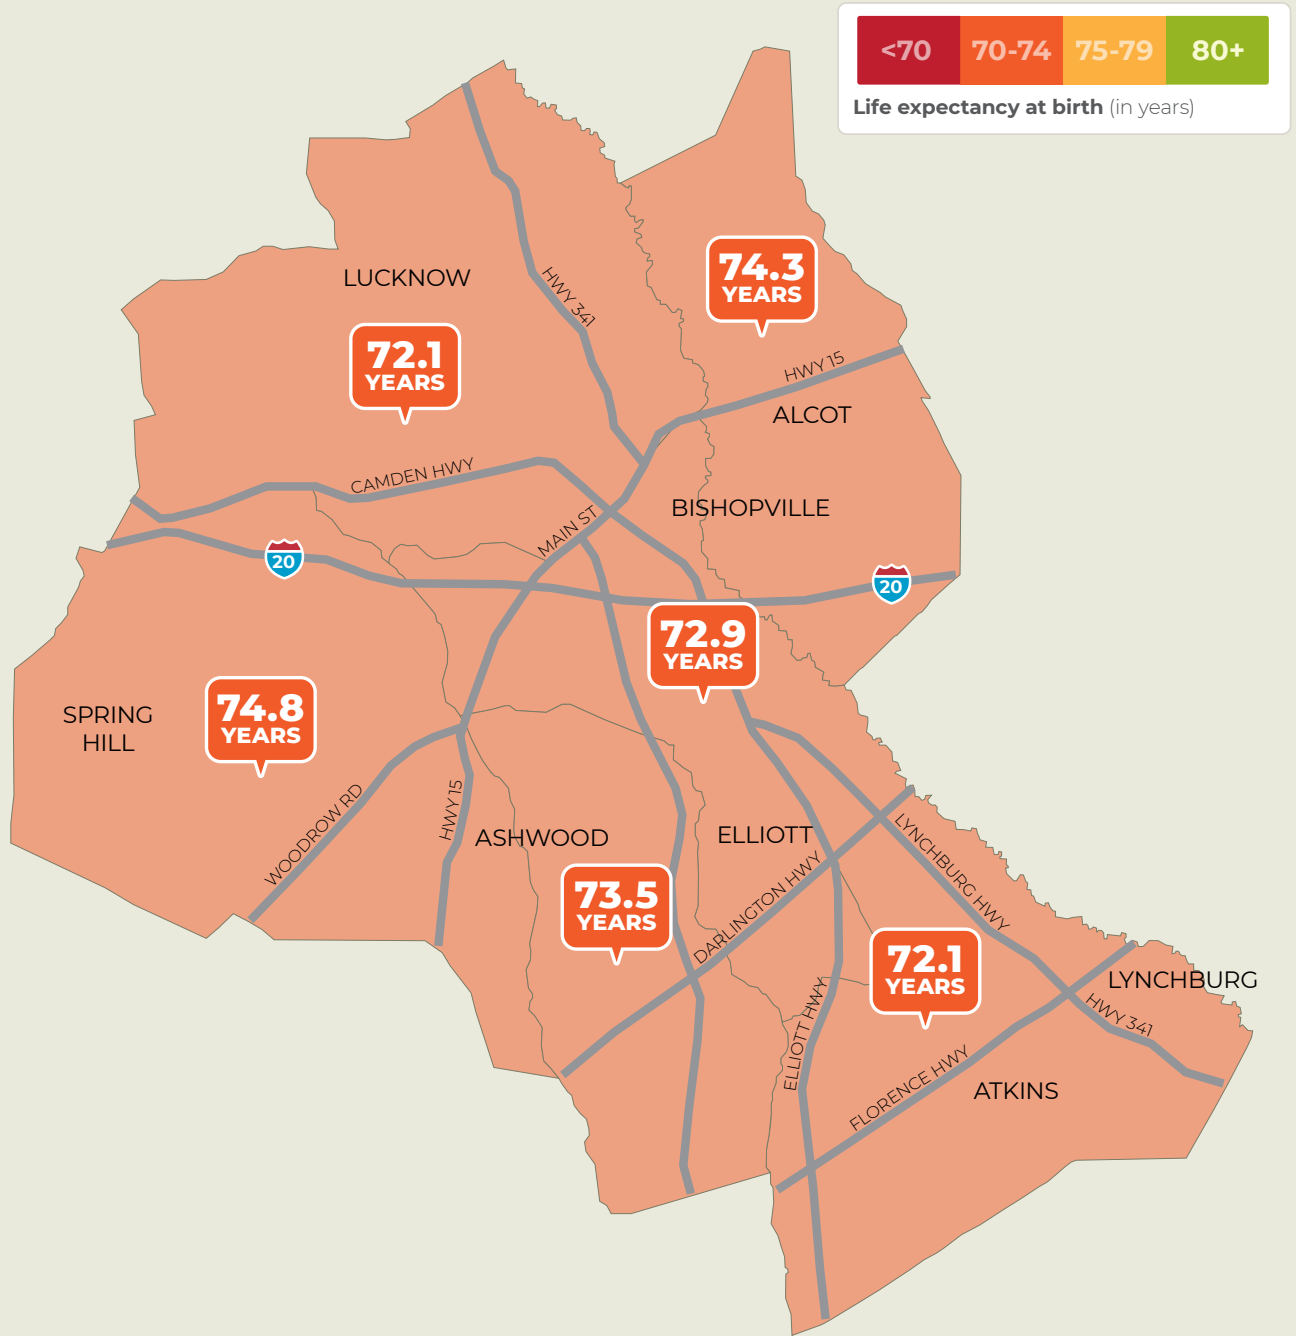 <70 70-74 75-79 80+
Life expectancy at birth (in years)
LUCKNOW
HWY 341
74.3
YEARS
72.1
YEARS
HWY 15
ALCOT
CAMDEN HWY
BISHOPVILLE
MAIN ST
20
20
72.9
YEARS
SPRING
HILL
74.8
YEARS
WOODROW RD
HWY 15
ASHWOOD
ELLIOTT
LYNCHBURG HWY
73.5
YEARS
DARLINGTON HWY
72.1
YEARS
LYNCHBURG
HWY 341
ELLIOTT HWY
FLORENCE HWY
ATKINS